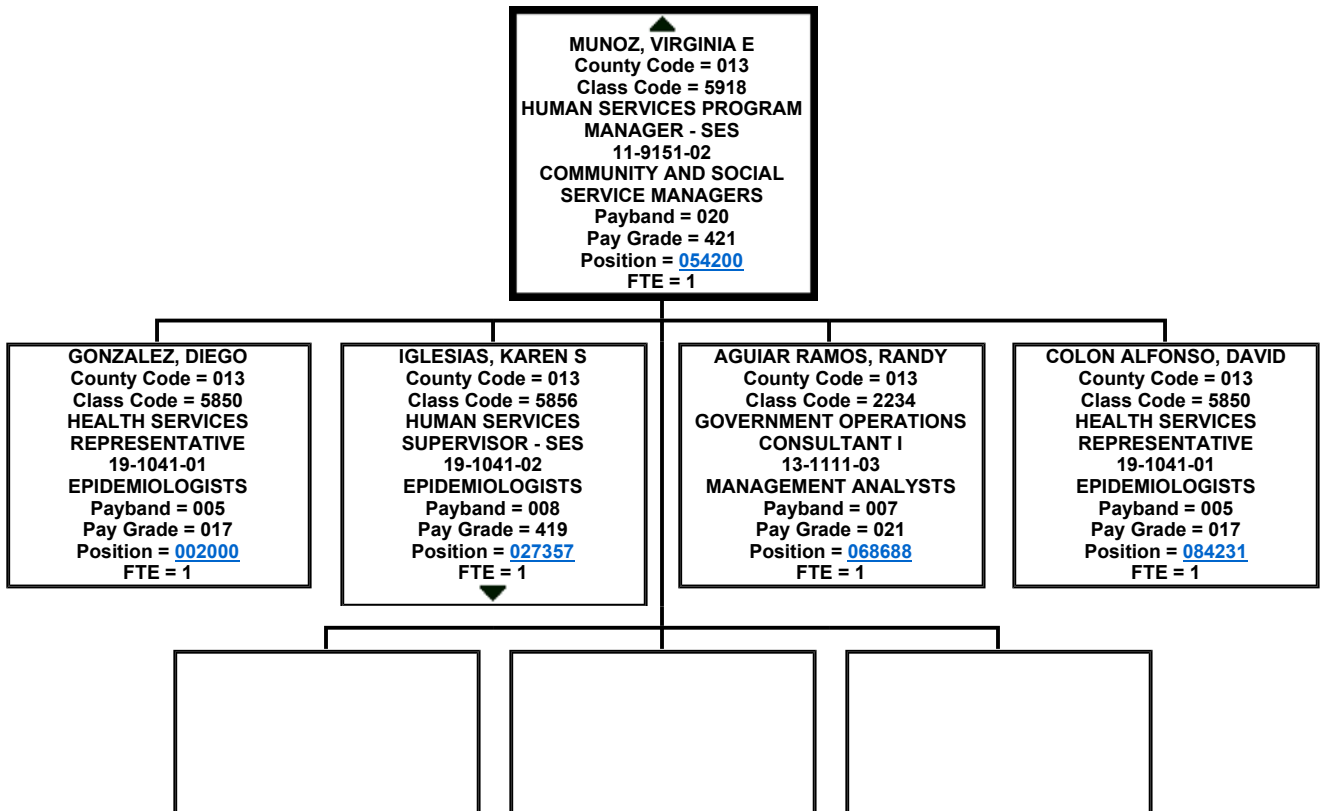 MUNOZ, VIRGINIA E
County Code = 013
Class Code = 5918
HUMAN SERVICES PROGRAM
MANAGER - SES
11-9151-02
COMMUNITY AND SOCIAL
SERVICE MANAGERS
Payband = 020
Pay Grade = 421
Position = 054200
FTE = 1
GONZALEZ, DIEGO
County Code = 013
Class Code = 5850
HEALTH SERVICES
REPRESENTATIVE
19-1041-01
EPIDEMIOLOGISTS
Payband = 005
Pay Grade = 017
Position = 002000
FTE = 1
IGLESIAS, KAREN S
County Code = 013
Class Code = 5856
HUMAN SERVICES
SUPERVISOR - SES
19-1041-02
EPIDEMIOLOGISTS
Payband = 008
Pay Grade = 419
Position = 027357
FTE = 1
AGUIAR RAMOS, RANDY
County Code = 013
Class Code = 2234
GOVERNMENT OPERATIONS
CONSULTANT I
13-1111-03
MANAGEMENT ANALYSTS
Payband = 007
Pay Grade = 021
Position = 068688
FTE = 1
COLON ALFONSO, DAVID
County Code = 013
Class Code = 5850
HEALTH SERVICES
REPRESENTATIVE
19-1041-01
EPIDEMIOLOGISTS
Payband = 005
Pay Grade = 017
Position = 084231
FTE = 1